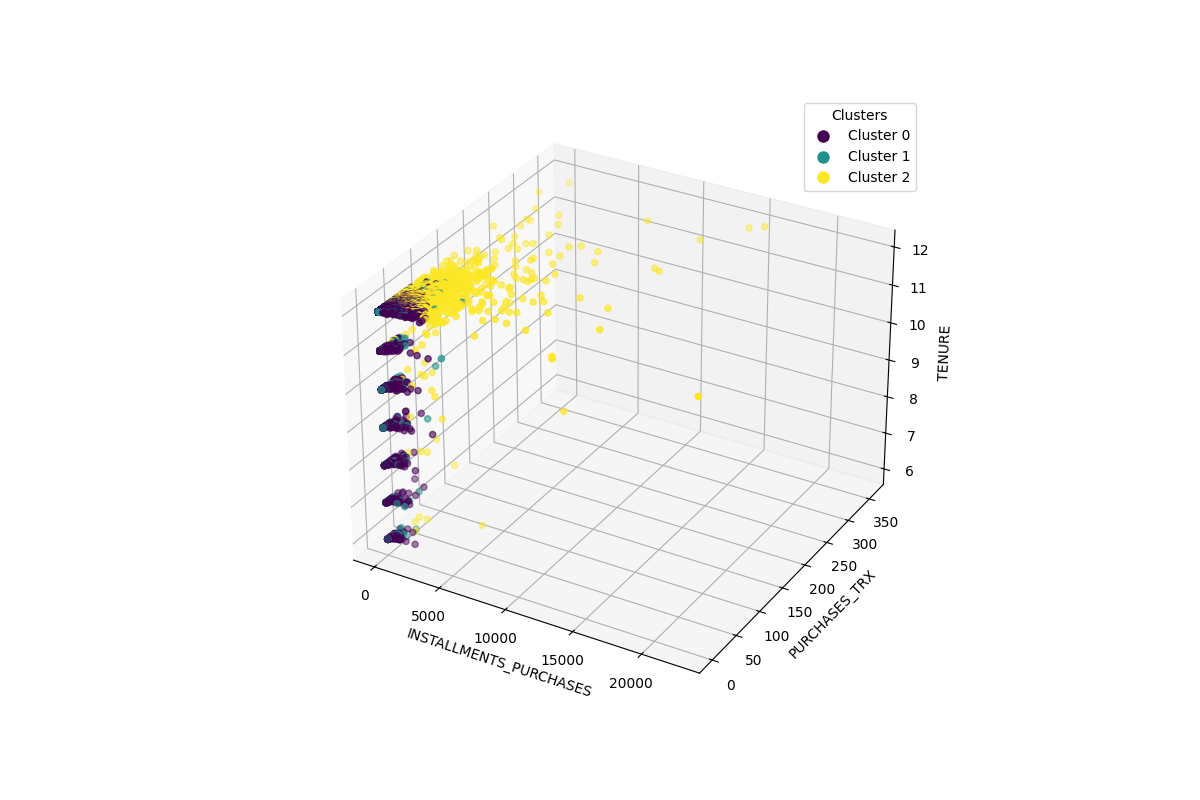 Clusters
Cluster 0
Cluster 1
Cluster 2
12
11
10
9
8
7
6
TENURE
350
300
250
200
150
100
50
0
PURCHASES_TRX
0
5000
10000
15000
20000
INSTALLMENTS_PURCHASES